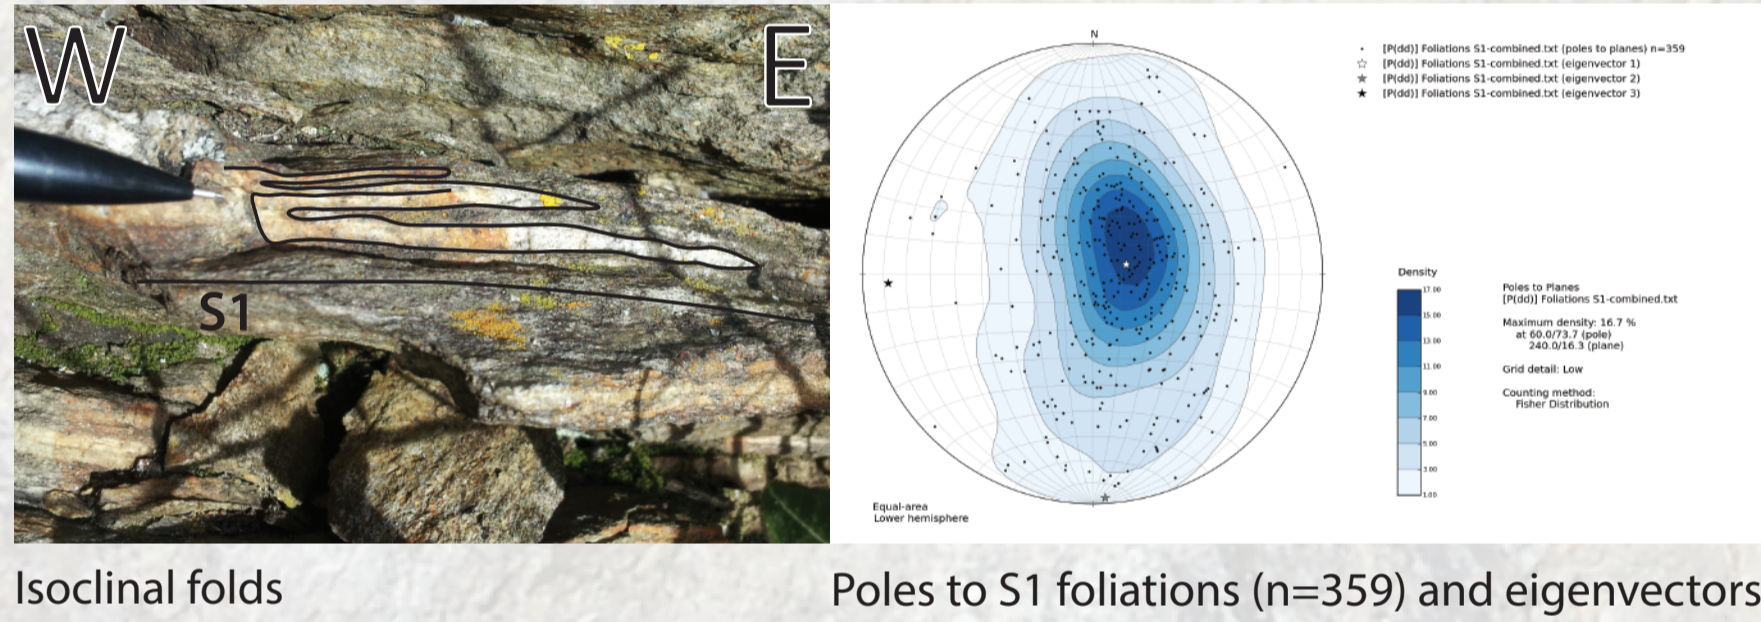 W
E
S1
Isoclinal folds
N
[P(dd)] Foliations S1-combined.txt (poles to planes) n=359
[P(dd)] Foliations S1-combined.txt (eigenvector 1)
[P(dd)] Foliations S1-combined.txt (eigenvector 2)
[P(dd)] Foliations S1-combined.txt (eigenvector 3)
Density
17.00
15.00
13.00
11.00
9.00
7.00
5.00
3.00
1.00
Poles to Planes
[P(dd)] Foliations S1-combined.txt
Maximum density: 16.7 %
at 60.0/73.7 (pole)
240.0/16.3 (plane)
Grid detail: Low
Counting method:
Fisher Distribution
Equal-area
Lower hemisphere
Poles to S1 foliations (n=359) and eigenvectors